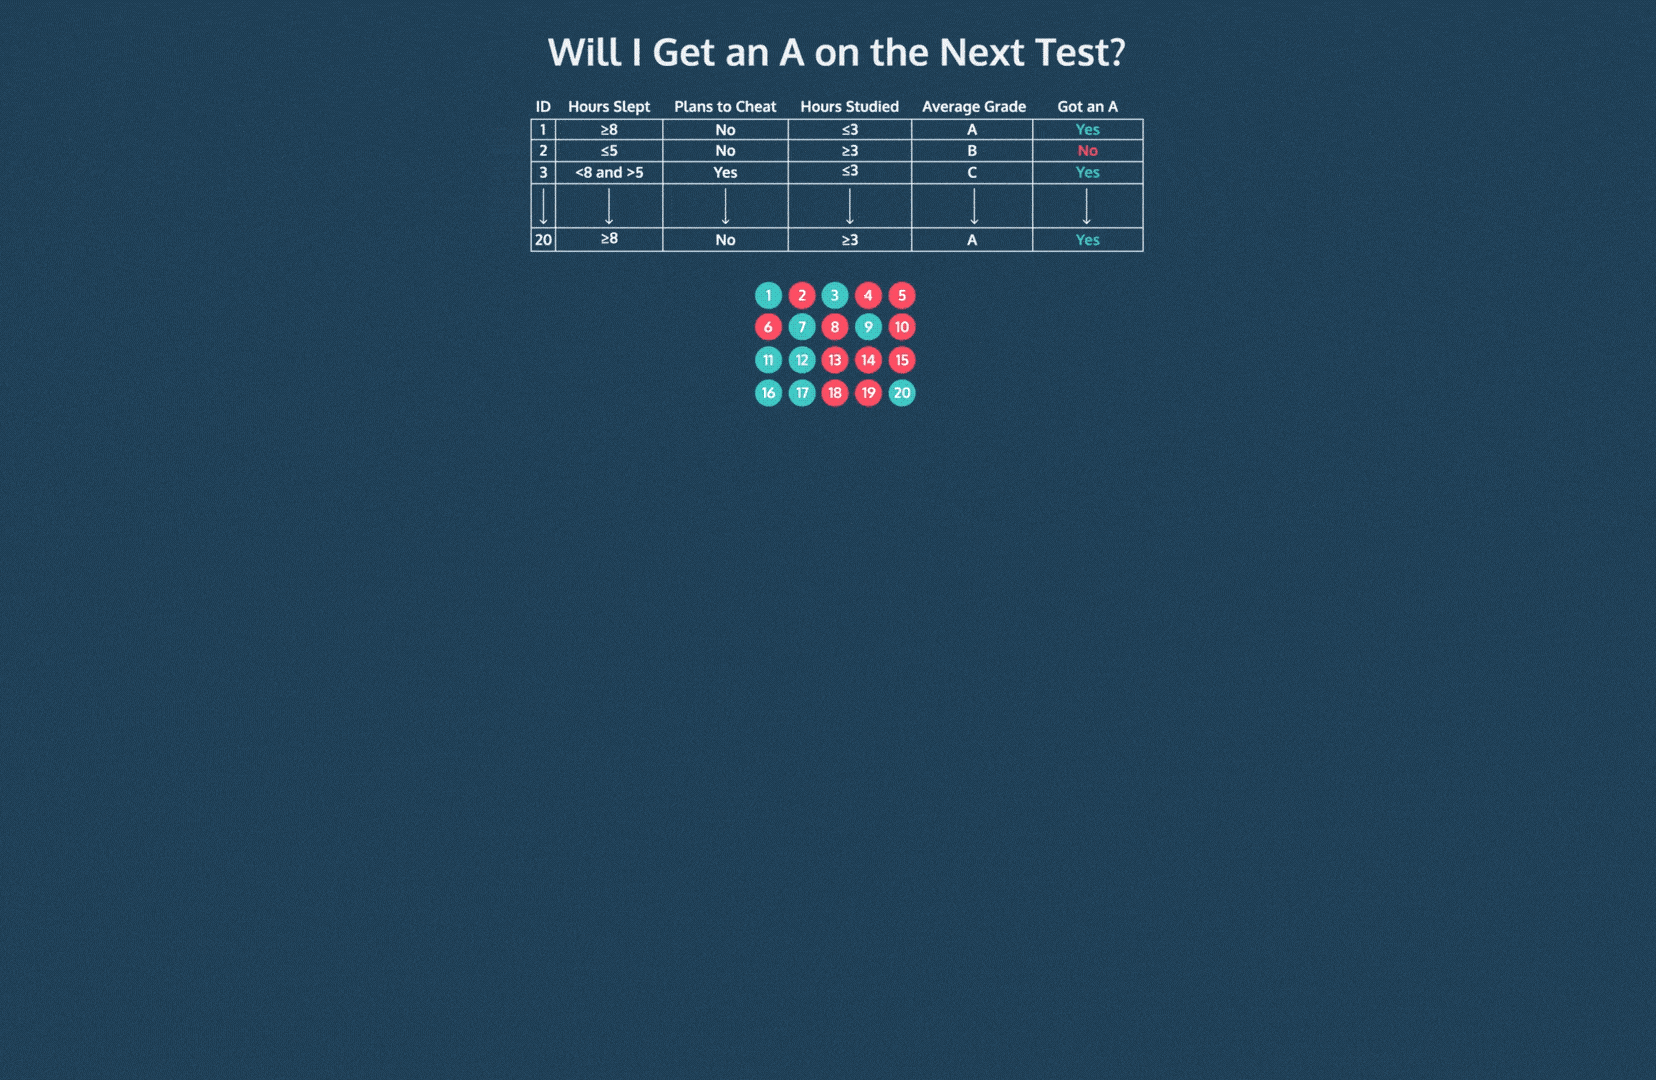 Will I Get an A on the Next Test?
ID Hours Slept Plans to Cheat Hours Studied Average Grade Got an A
1 ≥8 No ≤3 A Yes
2 ≤5 No ≥3 B No
3 <8 and >5 Yes ≤3 C Yes
20 ≥8 No ≥3 A Yes
1 2 3 4 5
6 7 8 9 10
11 12 13 14 15
16 17 18 19 20